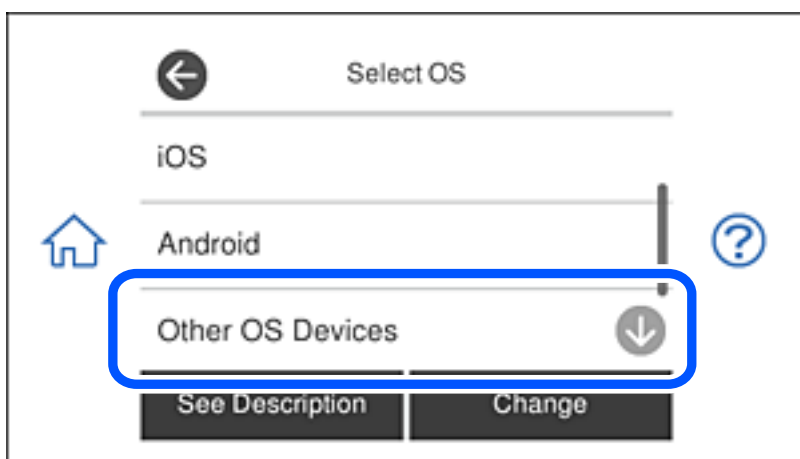 Select OS
iOS
Android
Other OS Devices
See Description Change